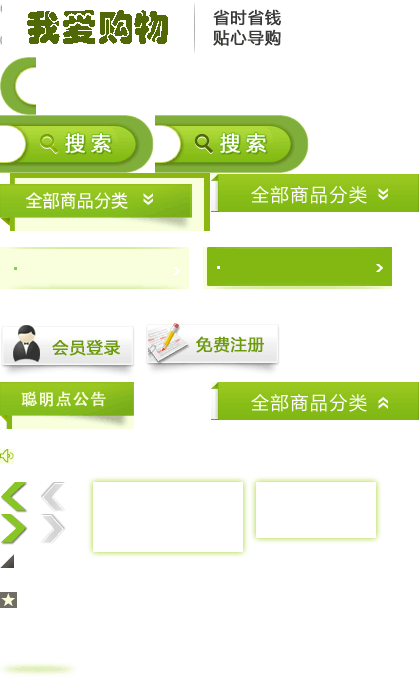 我爱购物
省时省钱
贴心导购
搜索
搜索
全部商品分类
全部商品分类
会员登录
免费注册
聪明点公告
全部商品分类